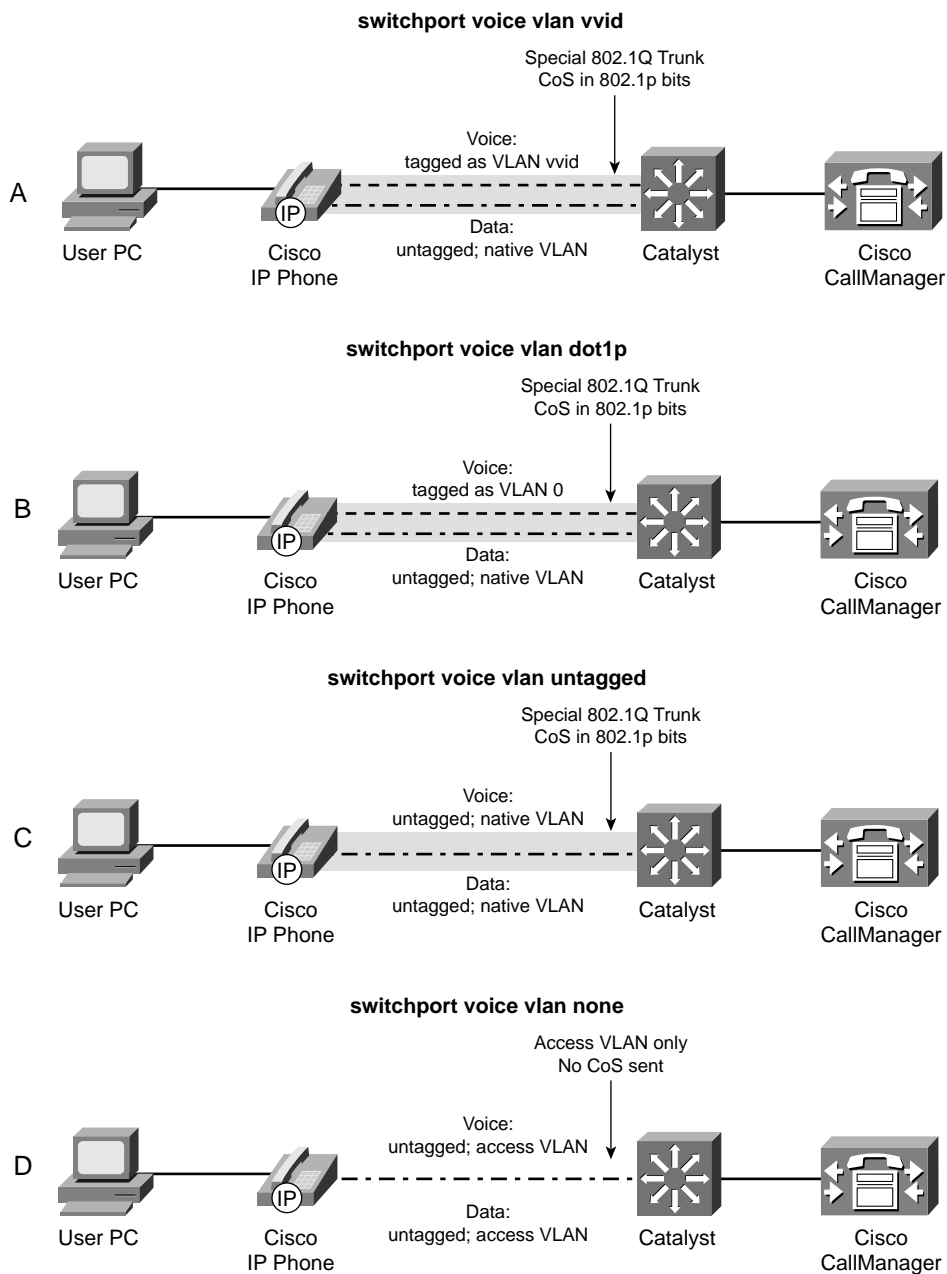 switchport voice vlan vvid
Special 802.1Q Trunk
CoS in 802.1p bits
Voice:
tagged as VLAN vvid
A
IP
Data:
untagged; native VLAN
User PC
Cisco
IP Phone
Catalyst
Cisco
CallManager
switchport voice vlan dot1p
Special 802.1Q Trunk
CoS in 802.1p bits
Voice:
tagged as VLAN 0
B
IP
Data:
untagged; native VLAN
User PC
Cisco
IP Phone
Catalyst
Cisco
CallManager
switchport voice vlan untagged
Special 802.1Q Trunk
CoS in 802.1p bits
Voice:
untagged; native VLAN
C
IP
Data:
untagged; native VLAN
User PC
Cisco
IP Phone
Catalyst
Cisco
CallManager
switchport voice vlan none
Access VLAN only
No CoS sent
Voice:
untagged; access VLAN
D
IP
Data:
untagged; access VLAN
User PC
Cisco
IP Phone
Catalyst
Cisco
CallManager